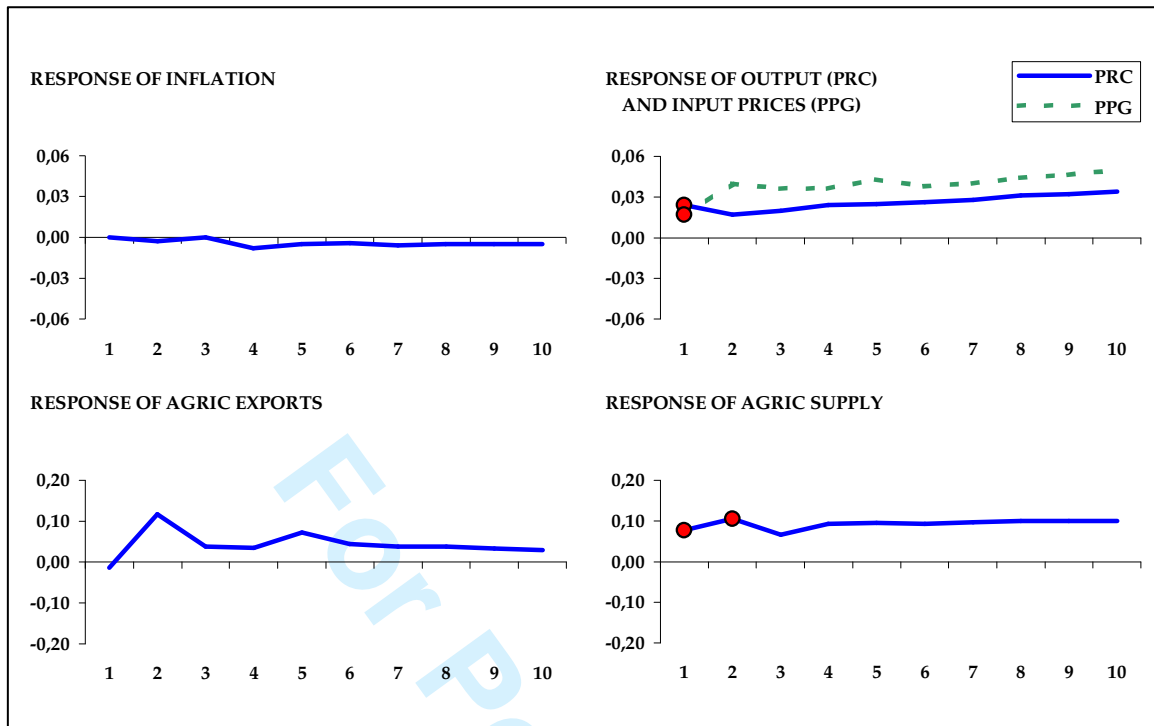 RESPONSE OF INFLATION
0,06
0,03
0,00
-0,03
-0,06
1 2 3 4 5 6 7 8 9 10
RESPONSE OF OUTPUT (PRC)
AND INPUT PRICES (PPG)
PRC
PPG
0,06
0,03
0,00
-0,03
-0,06
1 2 3 4 5 6 7 8 9 10
RESPONSE OF AGRIC EXPORTS
0,20
0,10
0,00
-0,10
-0,20
1 2 3 4 5 6 7 8 9 10
RESPONSE OF AGRIC SUPPLY
0,20
0,10
0,00
-0,10
-0,20
1 2 3 4 5 6 7 8 9 10
For